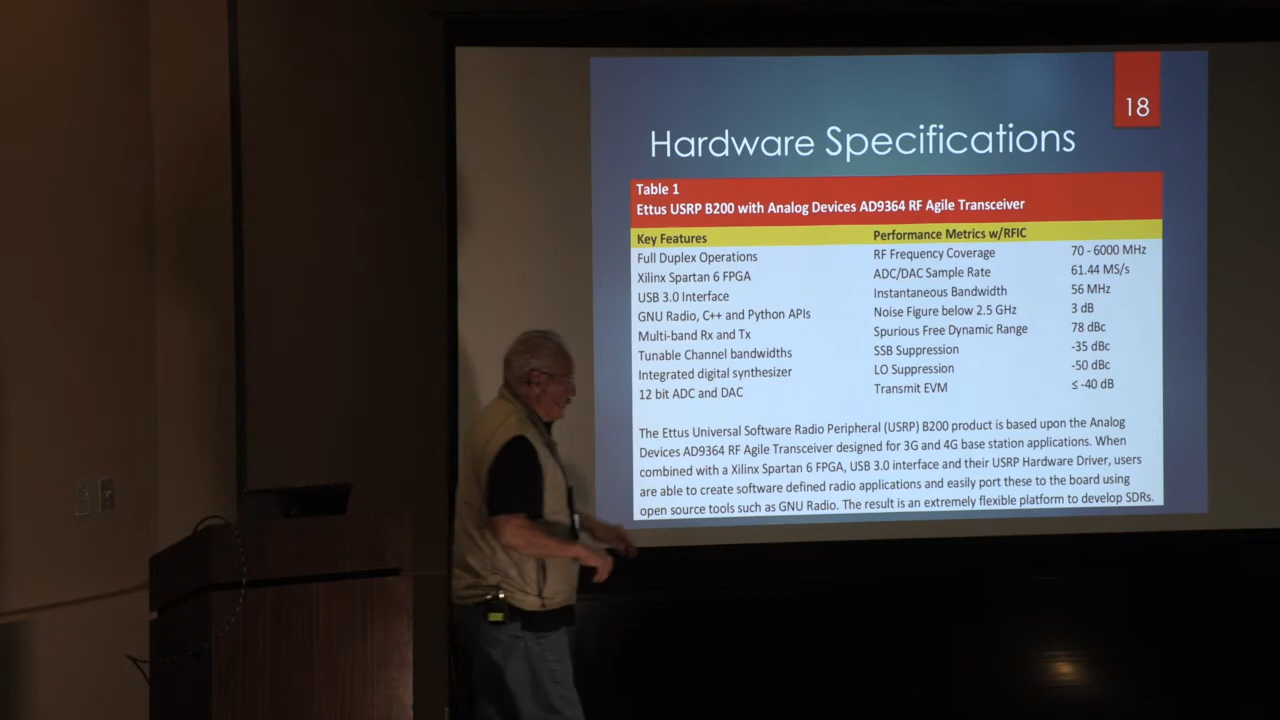 18
Hardware Specifications
Table 1
Ettus USRP B200 with Analog Devices AD9364 RF Agile Transceiver
Key Features Performance Metrics w/RFIC
Full Duplex Operations RF Frequency Coverage 70 - 6000 MHz
Xilinx Spartan 6 FPGA ADC/DAC Sample Rate 61.44 MS/s
USB 3.0 Interface Instantaneous Bandwidth 56 MHz
GNU Radio, C++ and Python APIs Noise Figure below 2.5 GHz 3 dB
Multi-band Rx and Tx Spurious Free Dynamic Range 78 dBc
Tunable Channel bandwidths SSB Suppression -35 dBc
Integrated digital synthesizer LO Suppression -50 dBc
12 bit ADC and DAC Transmit EVM ≤ -40 dB
The Ettus Universal Software Radio Peripheral (USRP) B200 product is based upon the Analog
Devices AD9364 RF Agile Transceiver designed for 3G and 4G base station applications. When
combined with a Xilinx Spartan 6 FPGA, USB 3.0 interface and their USRP Hardware Driver, users
are able to create software defined radio applications and easily port these to the board using
open source tools such as GNU Radio. The result is an extremely flexible platform to develop SDRs.